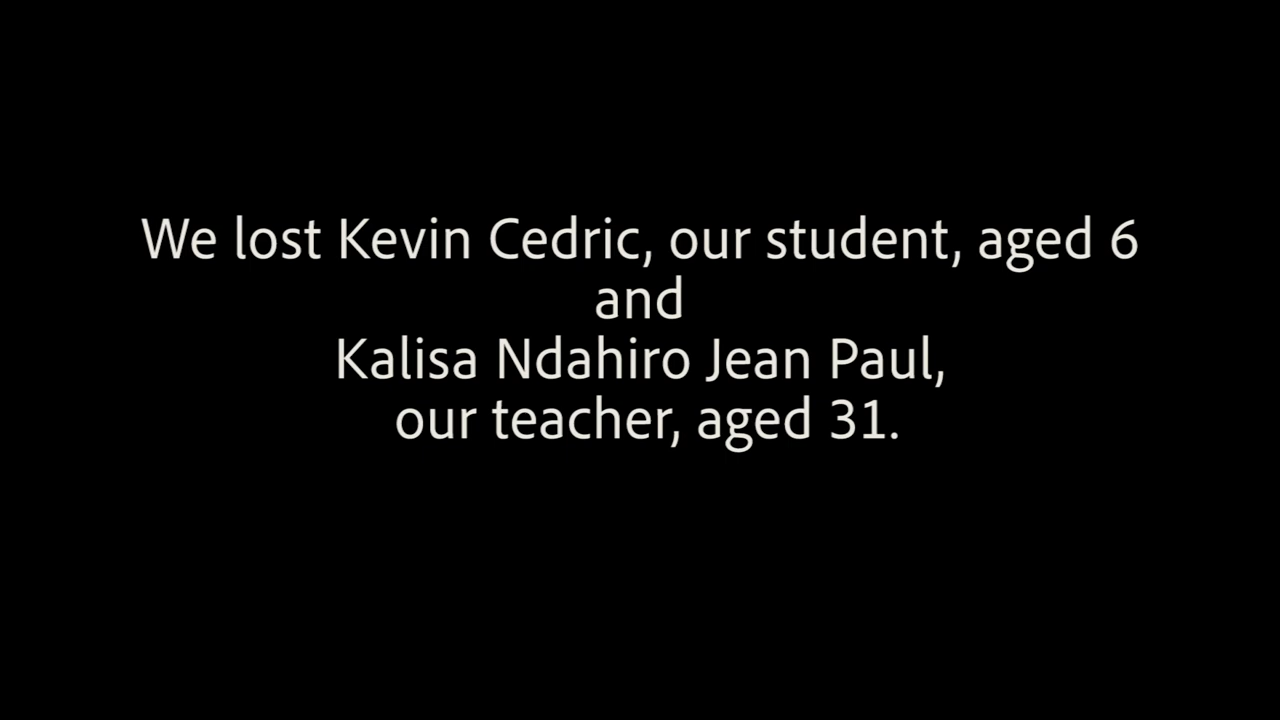 We lost Kevin Cedric, our student, aged 6
and
Kalisa Ndahiro Jean Paul,
our teacher, aged 31.